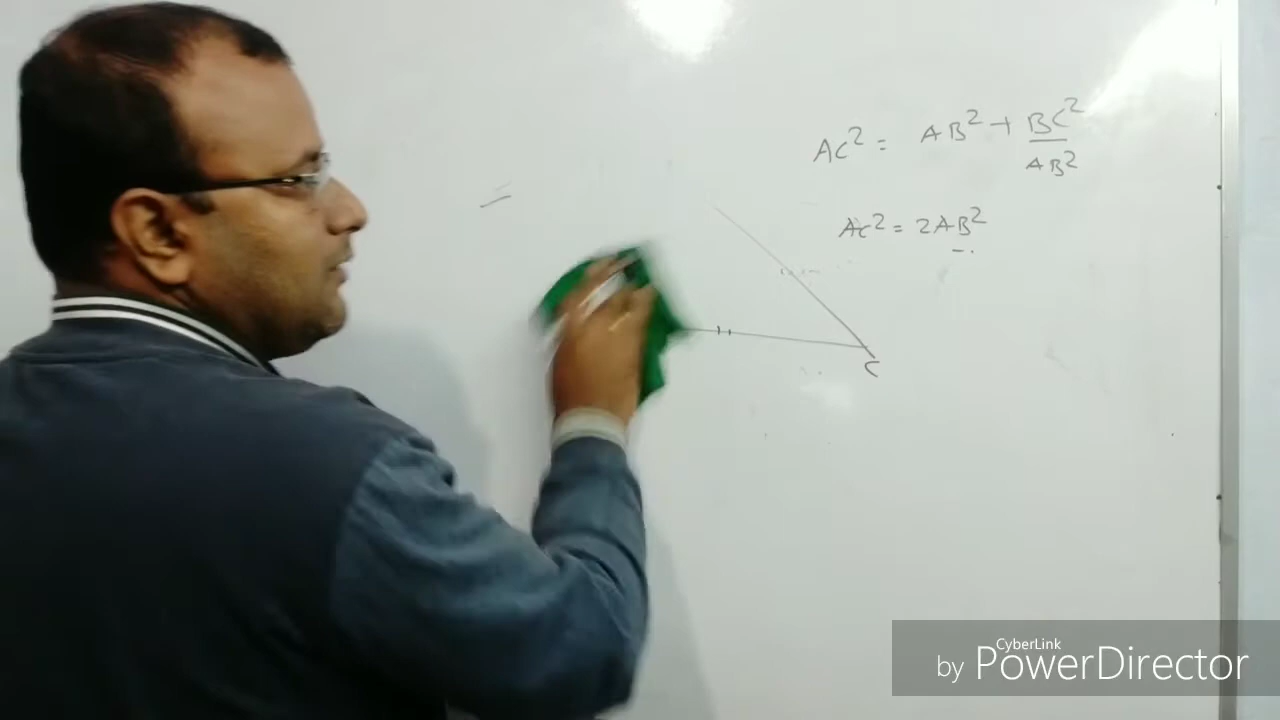 AC² = AB² + BC²
AB²
AC² = 2AB²
C
CyberLink
by PowerDirector